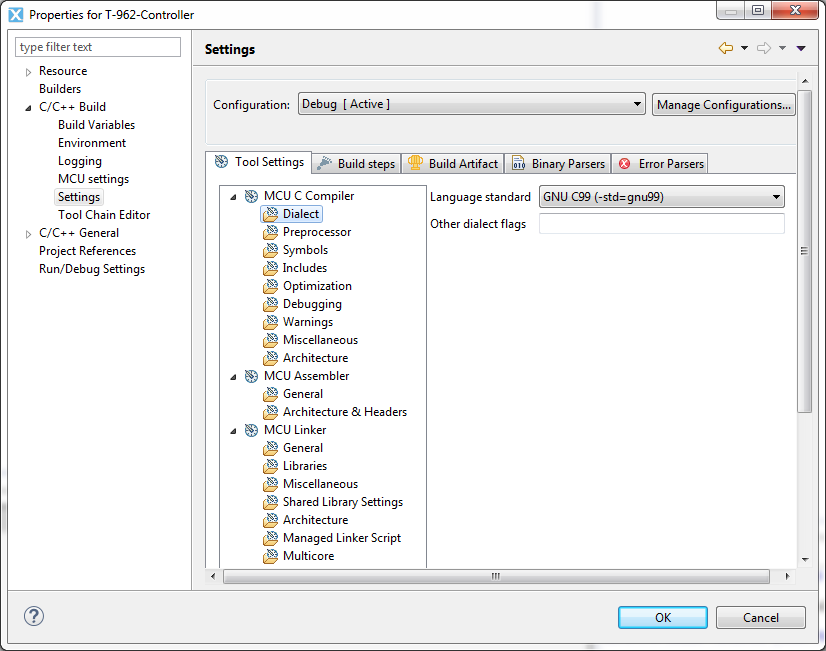 Properties for T-962-Controller
type filter text
Resource
Builders
C/C++ Build
Build Variables
Environment
Logging
MCU settings
Settings
Tool Chain Editor
C/C++ General
Project References
Run/Debug Settings
Settings
Configuration: Debug [ Active ] Manage Configurations...
Tool Settings Build steps Build Artifact Binary Parsers Error Parsers
MCU C Compiler
Dialect
Preprocessor
Symbols
Includes
Optimization
Debugging
Warnings
Miscellaneous
Architecture
MCU Assembler
General
Architecture & Headers
MCU Linker
General
Libraries
Miscellaneous
Shared Library Settings
Architecture
Managed Linker Script
Multicore
Language standard GNU C99 (-std=gnu99)
Other dialect flags
OK Cancel